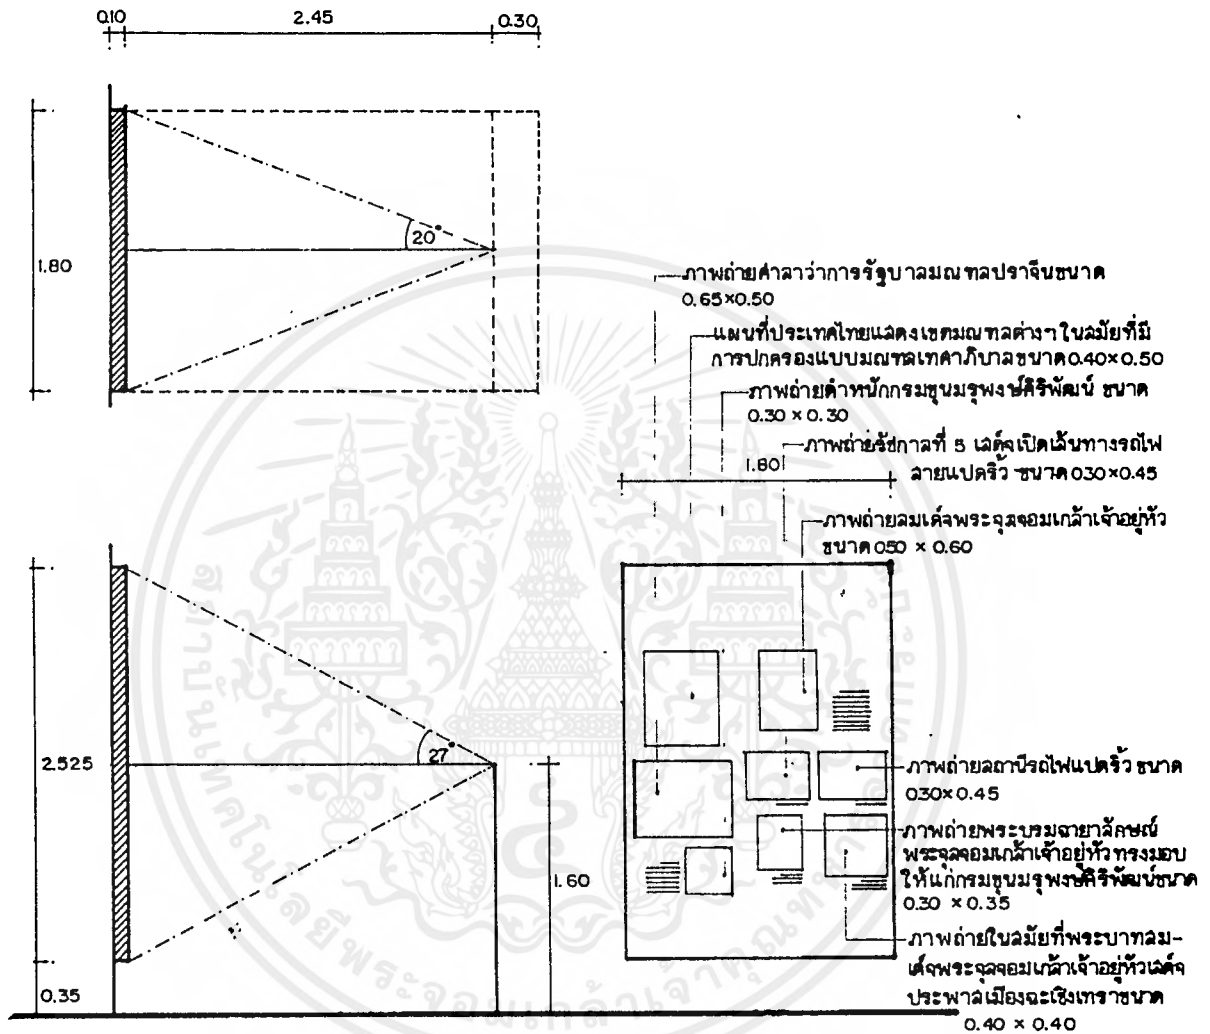 0.10 2.45 0.30
20°
1.80
ภาพถ่ายศาลาว่าการรัฐบาลมณฑลปราจีนขนาด
0.65×0.50
แผนที่ประเทศไทยแสดงเขตมณฑลต่างๆ ในสมัยที่มี
การปกครองแบบมณฑลเทศาภิบาลขนาด 0.40×0.50
ภาพถ่ายตำหนักกรมขุนมรุพงษ์ศิริพัฒน์ ขนาด
0.30 × 0.30
ภาพถ่ายรัชกาลที่ 5 เสด็จเปิดเส้นทางรถไฟ
สายแปดริ้ว ขนาด 0.30×0.45
1.80
ภาพถ่ายสมเด็จพระจุลจอมเกล้าเจ้าอยู่หัว
ขนาด 0.50 × 0.60
27°
2.525
1.60
0.35
ภาพถ่ายสถานีรถไฟแปดริ้ว ขนาด
0.30×0.45
ภาพถ่ายพระบรมฉายาลักษณ์
พระจุลจอมเกล้าเจ้าอยู่หัวทรงมอบ
ให้แก่กรมขุนมรุพงษ์ศิริพัฒน์ขนาด
0.30 × 0.35
ภาพถ่ายในสมัยที่พระบาทสม-
เด็จพระจุลจอมเกล้าเจ้าอยู่หัวเสด็จ
ประพาสเมืองฉะเชิงเทราขนาด
0.40 × 0.40